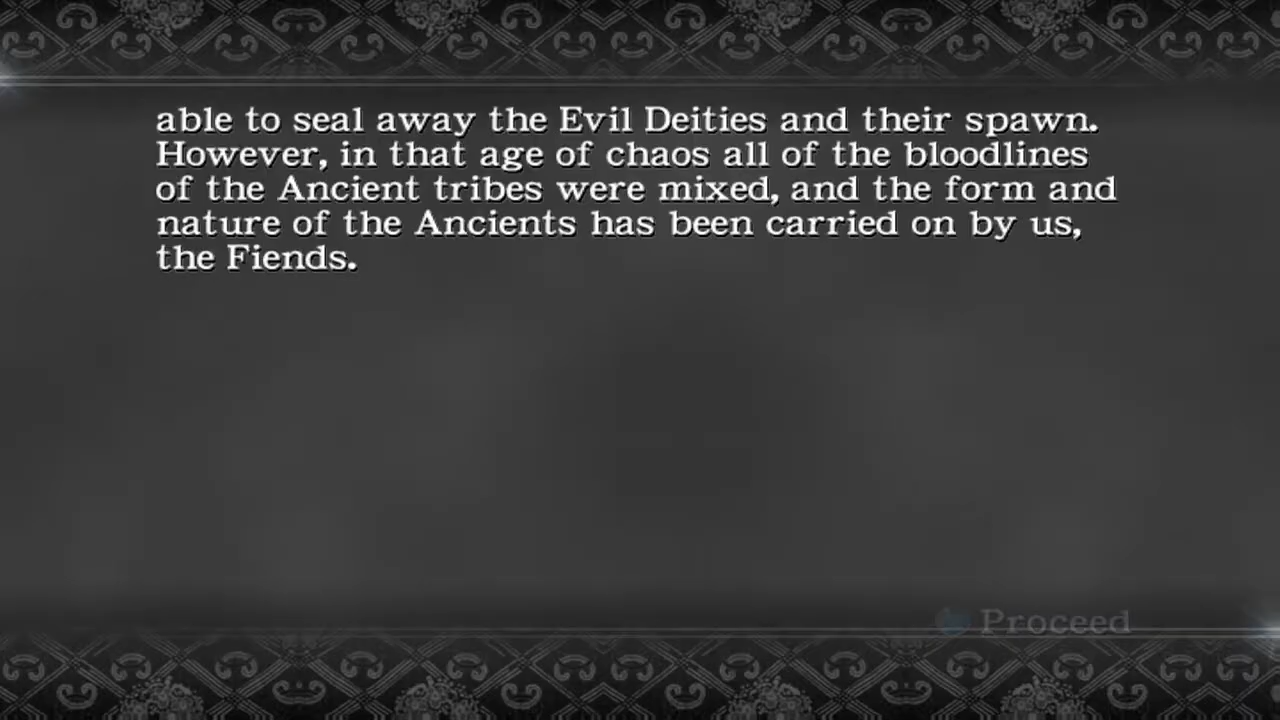 able to seal away the Evil Deities and their spawn.
However, in that age of chaos all of the bloodlines
of the Ancient tribes were mixed, and the form and
nature of the Ancients has been carried on by us,
the Fiends.
Proceed